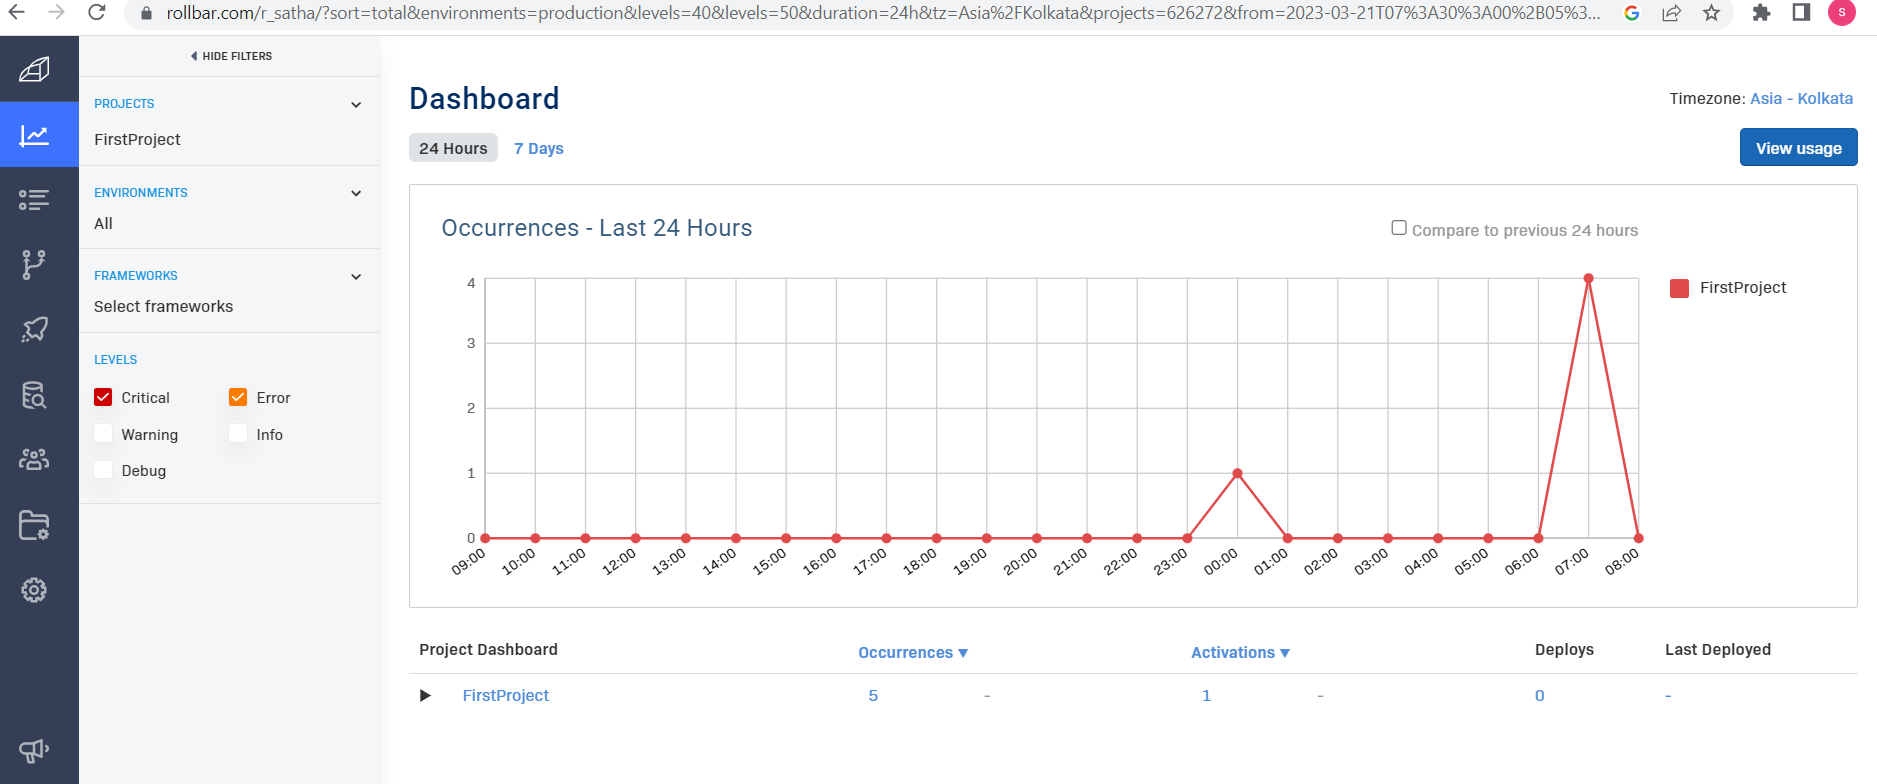 rollbar.com/r_satha/?sort=total&environments=production&levels=40&levels=50&duration=24h&tz=Asia%2FKolkata&projects=626272&from=2023-03-21T07%3A30%3A00%2B05%3...
S
HIDE FILTERS
PROJECTS
FirstProject
ENVIRONMENTS
All
FRAMEWORKS
Select frameworks
LEVELS
Critical Error
Warning Info
Debug
Dashboard
Timezone: Asia - Kolkata
24 Hours 7 Days
View usage
Occurrences - Last 24 Hours
Compare to previous 24 hours
FirstProject
4
3
2
1
0
09:00 10:00 11:00 12:00 13:00 14:00 15:00 16:00 17:00 18:00 19:00 20:00 21:00 22:00 23:00 00:00 01:00 02:00 03:00 04:00 05:00 06:00 07:00 08:00
Project Dashboard Occurrences ▼ Activations ▼ Deploys Last Deployed
FirstProject 5 - 1 - 0 -